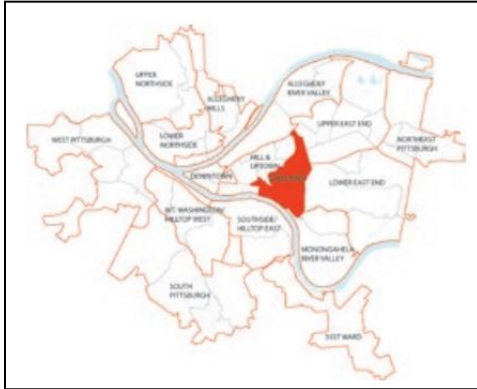 UPPER
NORTHSIDE
ALLEGHENY
HILLS
ALLEGHENY
RIVER VALLEY
UPPER EAST END
NORTHEAST
PITTSBURGH
WEST PITTSBURGH
LOWER
NORTHSIDE
HILL &
UPTOWN
DOWNTOWN
LOWER EAST END
MT. WASHINGTON/
HILLTOP WEST
SOUTHSIDE/
HILLTOP EAST
MONONGAHELA
RIVER VALLEY
SOUTH
PITTSBURGH
31ST WARD